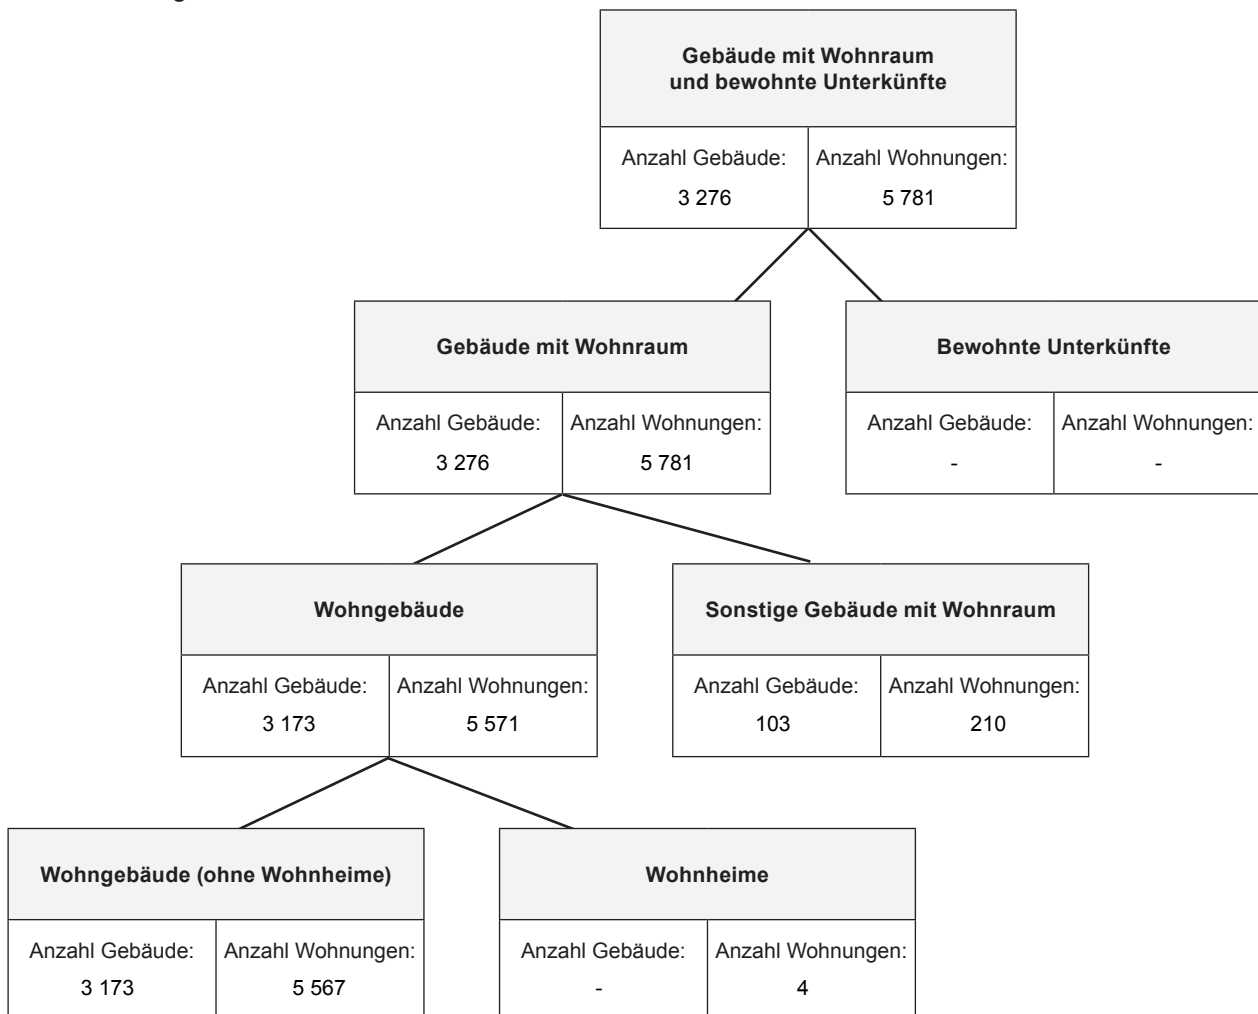 Gebäude mit Wohnraum
und bewohnte Unterkünfte
Anzahl Gebäude: Anzahl Wohnungen:
3 276 5 781
Gebäude mit Wohnraum Bewohnte Unterkünfte
Anzahl Gebäude: Anzahl Wohnungen: Anzahl Gebäude: Anzahl Wohnungen:
3 276 5 781 - -
Wohngebäude Sonstige Gebäude mit Wohnraum
Anzahl Gebäude: Anzahl Wohnungen: Anzahl Gebäude: Anzahl Wohnungen:
3 173 5 571 103 210
Wohngebäude (ohne Wohnheime) Wohnheime
Anzahl Gebäude: Anzahl Wohnungen: Anzahl Gebäude: Anzahl Wohnungen:
3 173 5 567 - 4